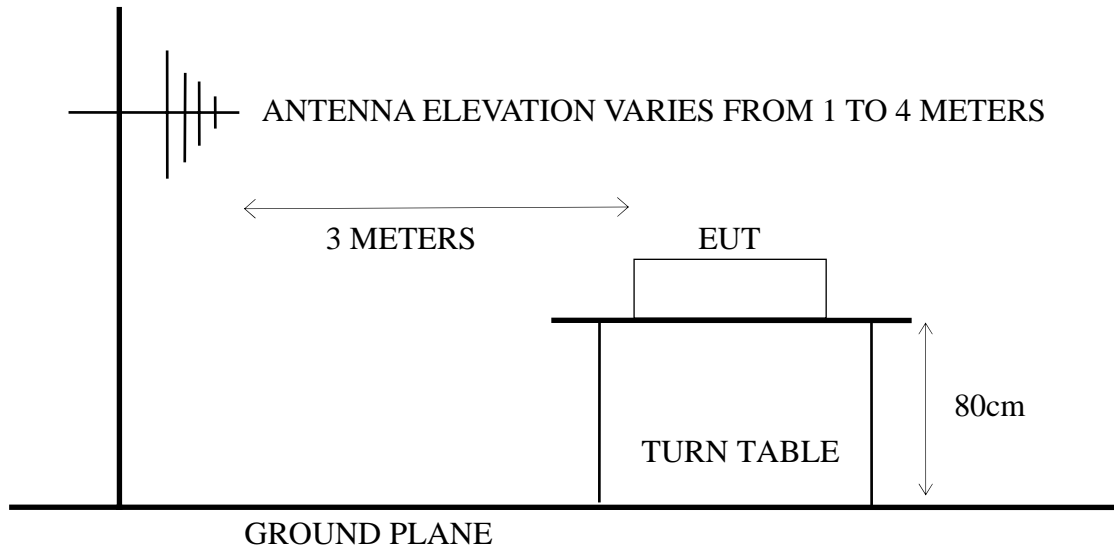 ANTENNA ELEVATION VARIES FROM 1 TO 4 METERS
3 METERS
EUT
80cm
TURN TABLE
GROUND PLANE